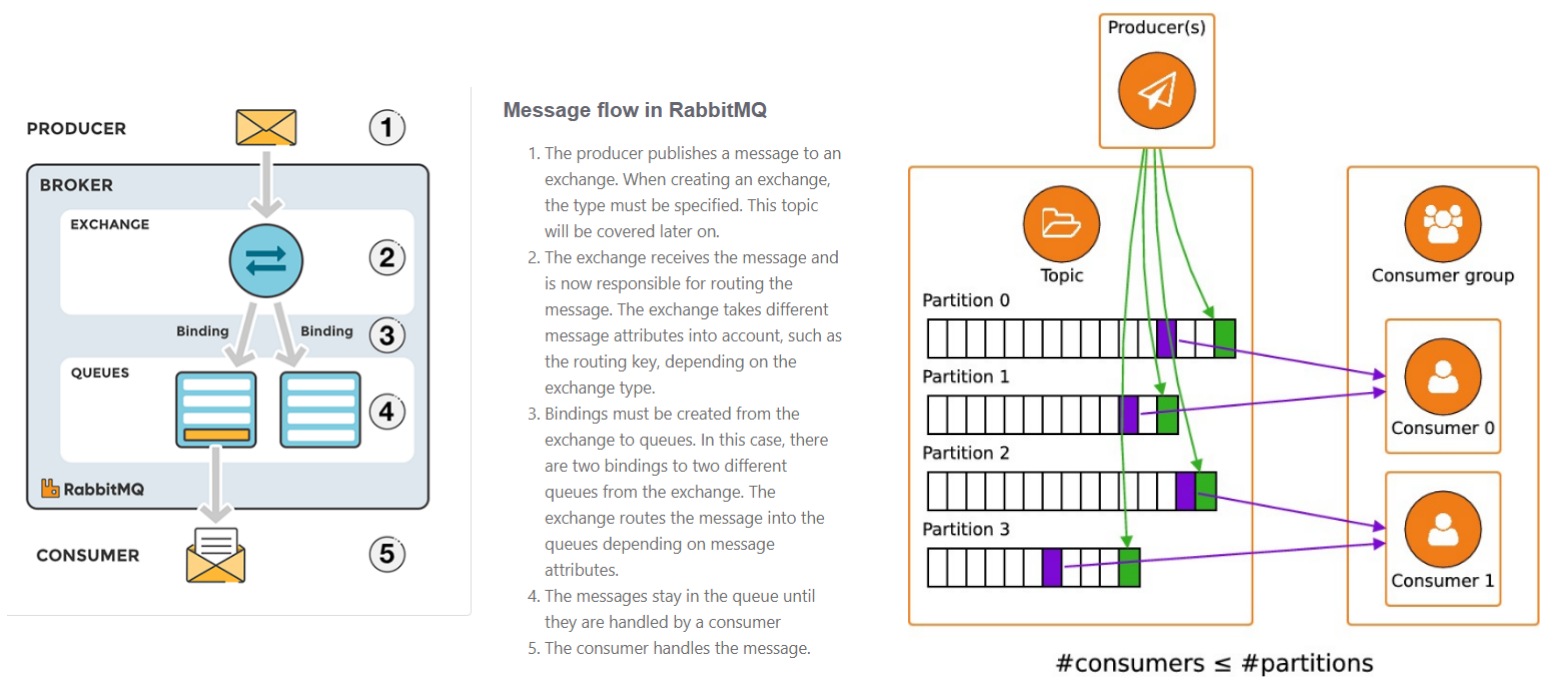 PRODUCER
1
BROKER
EXCHANGE
2
Binding
Binding
3
QUEUES
4
RabbitMQ
CONSUMER
5
Message flow in RabbitMQ
1. The producer publishes a message to an
exchange. When creating an exchange,
the type must be specified. This topic
will be covered later on.
2. The exchange receives the message and
is now responsible for routing the
message. The exchange takes different
message attributes into account, such as
the routing key, depending on the
exchange type.
3. Bindings must be created from the
exchange to queues. In this case, there
are two bindings to two different
queues from the exchange. The
exchange routes the message into the
queues depending on message
attributes.
4. The messages stay in the queue until
they are handled by a consumer
5. The consumer handles the message.
Producer(s)
Topic
Partition 0
Partition 1
Partition 2
Partition 3
Consumer group
Consumer 0
Consumer 1
#consumers ≤ #partitions